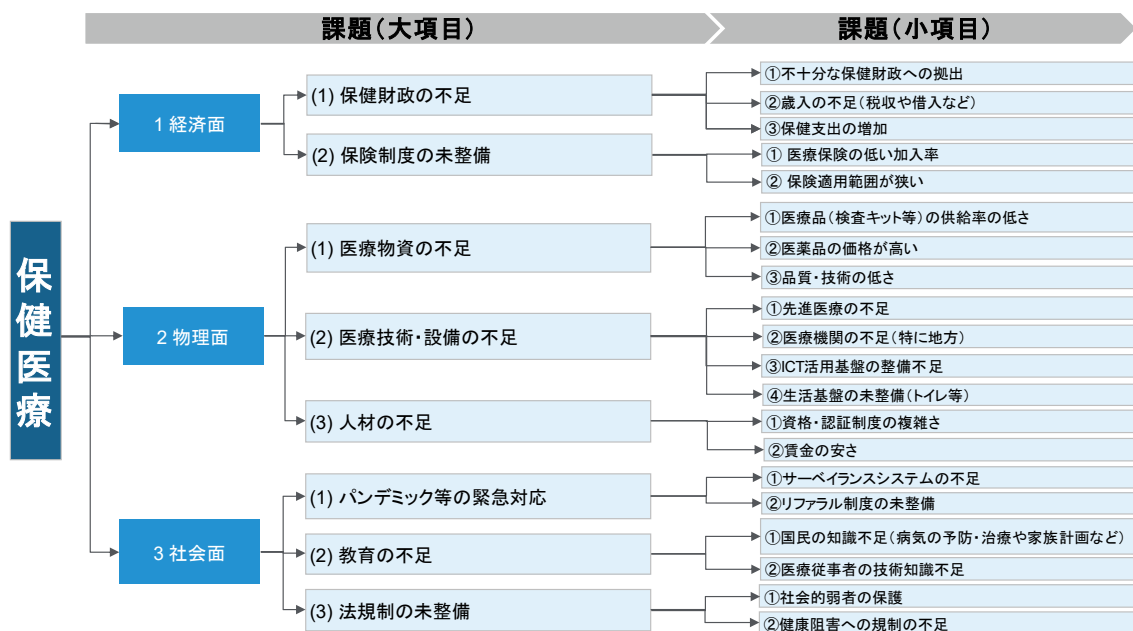 課題(大項目)
課題(小項目)
保健医療
1 経済面
(1) 保健財政の不足
①不十分な保健財政への拠出
②歳入の不足(税収や借入など)
③保健支出の増加
(2) 保険制度の未整備
① 医療保険の低い加入率
② 保険適用範囲が狭い
2 物理面
(1) 医療物資の不足
①医療品(検査キット等)の供給率の低さ
②医薬品の価格が高い
③品質・技術の低さ
(2) 医療技術・設備の不足
①先進医療の不足
②医療機関の不足(特に地方)
③ICT活用基盤の整備不足
④生活基盤の未整備(トイレ等)
(3) 人材の不足
①資格・認証制度の複雑さ
②賃金の安さ
3 社会面
(1) パンデミック等の緊急対応
①サーベイランスシステムの不足
②リファラル制度の未整備
(2) 教育の不足
①国民の知識不足(病気の予防・治療や家族計画など)
②医療従事者の技術知識不足
(3) 法規制の未整備
①社会的弱者の保護
②健康阻害への規制の不足